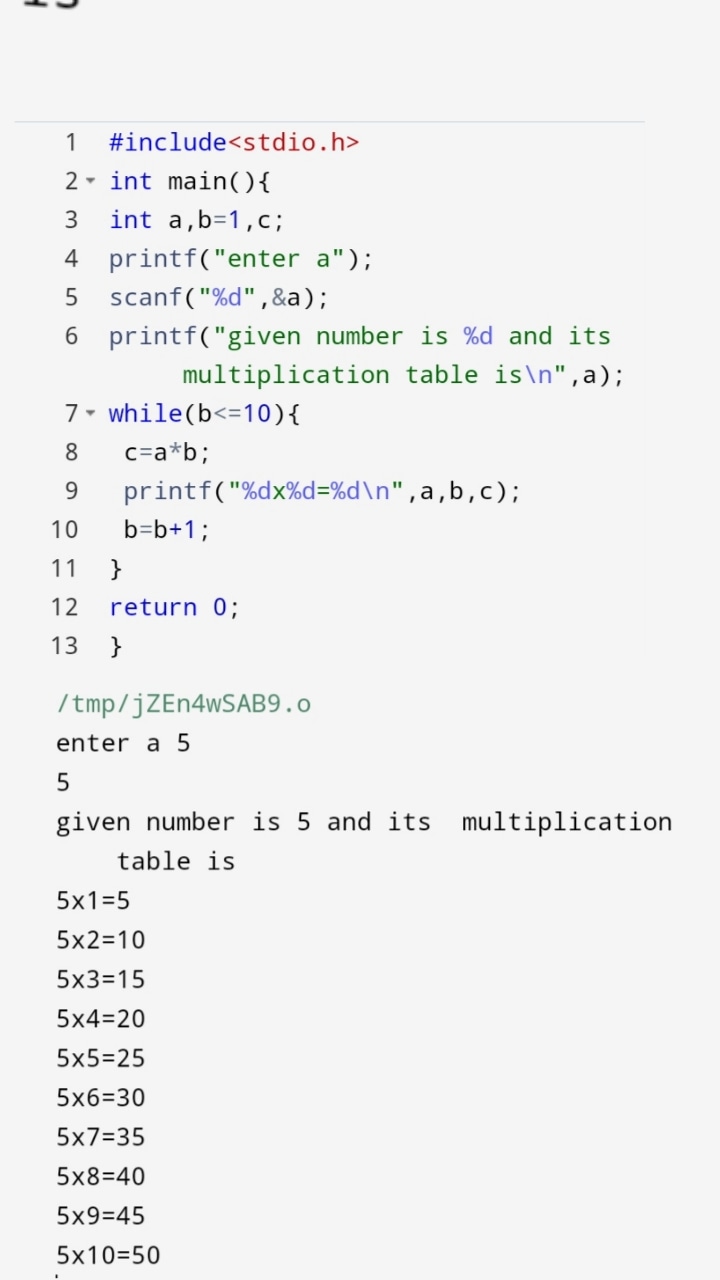 is
1 #include<stdio.h>
2 int main(){
3 int a,b=1,c;
4 printf("enter a");
5 scanf("%d",&a);
6 printf("given number is %d and its
multiplication table is\n",a);
7 while(b<=10){
8 c=a*b;
9 printf("%dx%d=%d\n",a,b,c);
10 b=b+1;
11 }
12 return 0;
13 }
/tmp/jZEn4wSAB9.o
enter a 5
5
given number is 5 and its  multiplication
table is
5x1=5
5x2=10
5x3=15
5x4=20
5x5=25
5x6=30
5x7=35
5x8=40
5x9=45
5x10=50